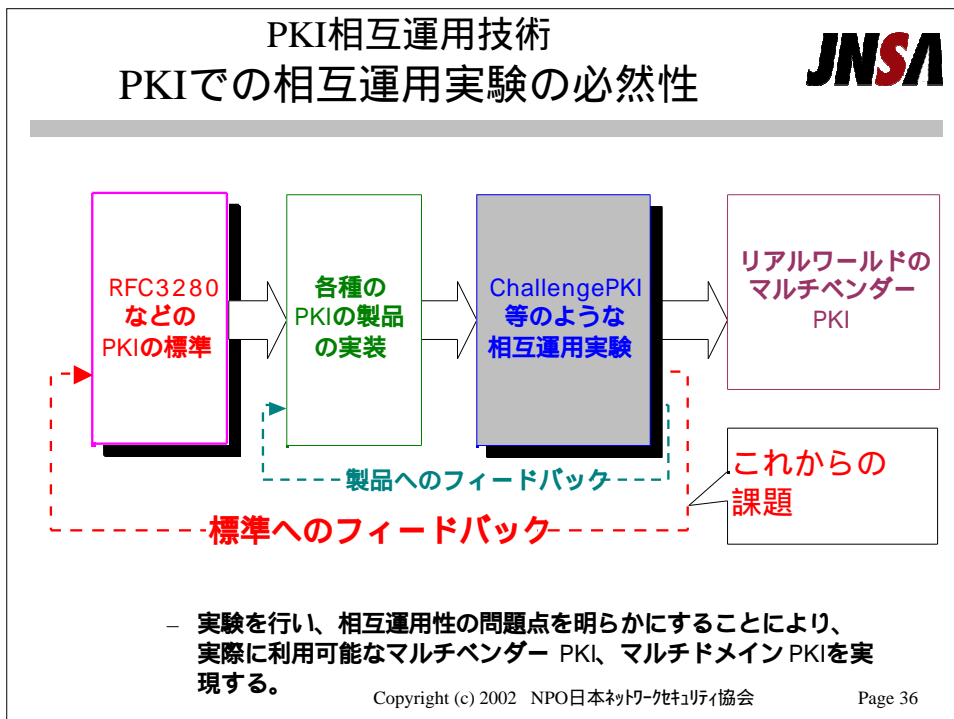 PKI相互運用技術
PKIでの相互運用実験の必然性
JNSA
RFC3280
などの
PKIの標準
各種の
PKIの製品
の実装
ChallengePKI
等のような
相互運用実験
リアルワールドの
マルチベンダー
PKI
製品へのフィードバック
標準へのフィードバック
これからの
課題
– 実験を行い、相互運用性の問題点を明らかにすることにより、
実際に利用可能なマルチベンダー PKI、マルチドメイン PKIを実
現する。
Copyright (c) 2002 NPO日本ﾈｯﾄﾜｰｸｾｷｭﾘﾃｨ協会
Page 36